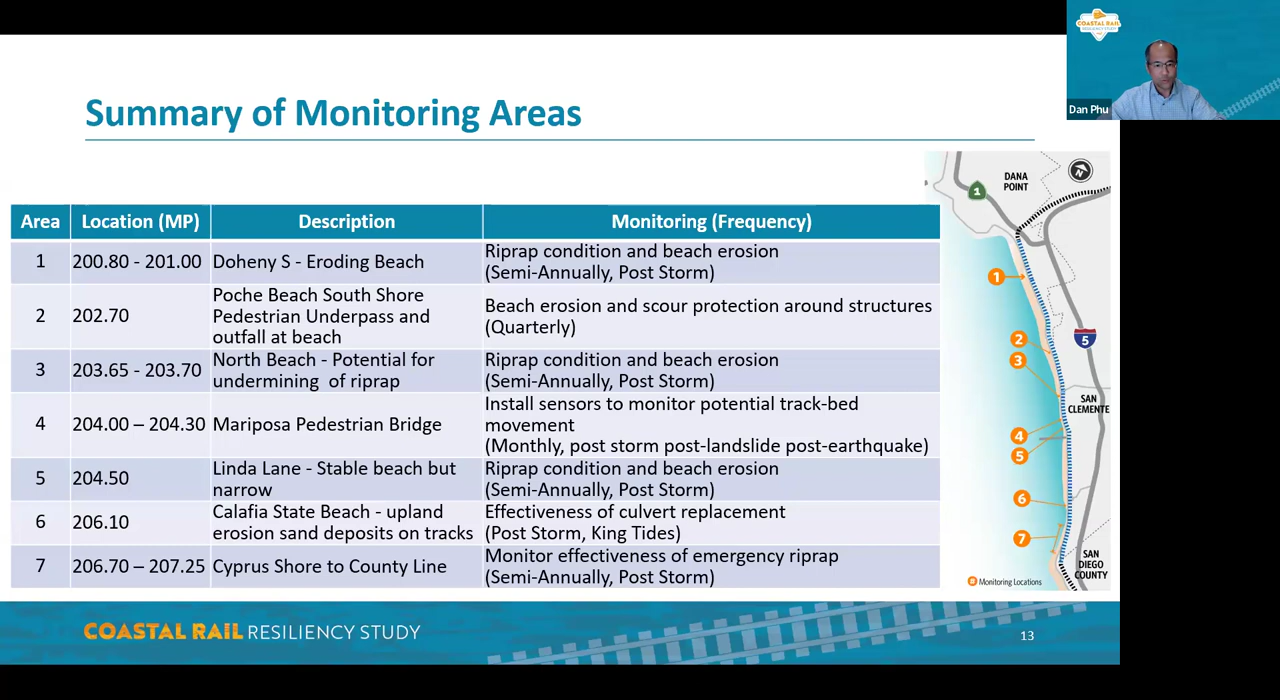 COASTAL RAIL
RESILIENCY STUDY
Dan Phu
Summary of Monitoring Areas
Area Location (MP) Description Monitoring (Frequency)
1 200.80 - 201.00 Doheny S - Eroding Beach
Riprap condition and beach erosion
(Semi-Annually, Post Storm)
2 202.70
Poche Beach South Shore
Pedestrian Underpass and
outfall at beach
Beach erosion and scour protection around structures
(Quarterly)
3 203.65 - 203.70
North Beach - Potential for
undermining of riprap
Riprap condition and beach erosion
(Semi-Annually, Post Storm)
4 204.00 – 204.30 Mariposa Pedestrian Bridge
Install sensors to monitor potential track-bed
movement
(Monthly, post storm post-landslide post-earthquake)
5 204.50
Linda Lane - Stable beach but
narrow
Riprap condition and beach erosion
(Semi-Annually, Post Storm)
6 206.10
Calafia State Beach - upland
erosion sand deposits on tracks
Effectiveness of culvert replacement
(Post Storm, King Tides)
7 206.70 – 207.25 Cyprus Shore to County Line
Monitor effectiveness of emergency riprap
(Semi-Annually, Post Storm)
DANA
POINT
N
1
1
2
5
3
SAN
CLEMENTE
4
5
6
7
SAN
DIEGO
COUNTY
# Monitoring Locations
COASTAL RAIL RESILIENCY STUDY
13